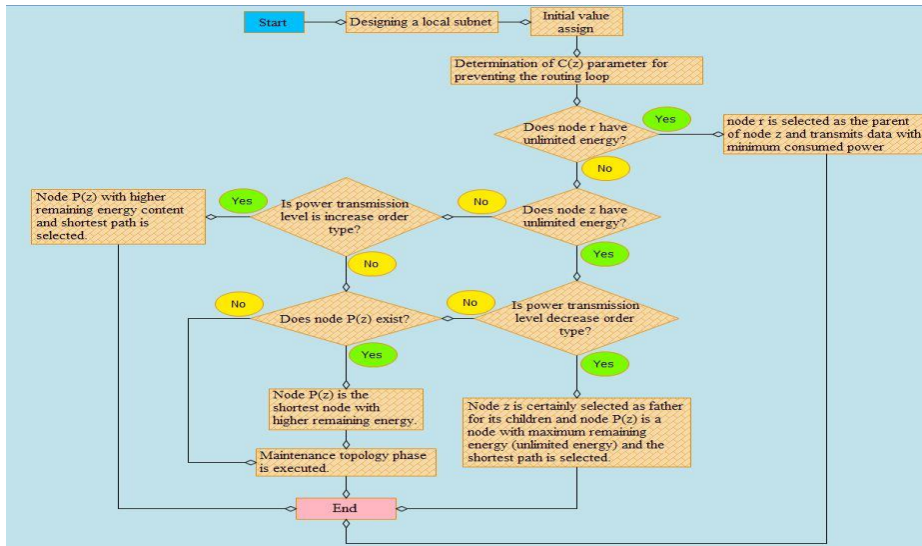 Start
Designing a local subnet
Initial value
assign
Determination of C(z) parameter for
preventing the routing loop
Does node r have
unlimited energy?
Yes
node r is selected as the parent
of node z and transmits data with
minimum consumed power
No
Does node z have
unlimited energy?
No
Is power transmission
level is increase order
type?
Yes
Node P(z) with higher
remaining energy content
and shortest path is
selected.
Yes
No
Is power transmission
level decrease order
type?
No
Does node P(z) exist?
No
Yes
Yes
Node P(z) is the
shortest node with
higher remaining energy.
Node z is certainly selected as father
for its children and node P(z) is a
node with maximum remaining
energy (unlimited energy) and the
shortest path is selected.
Maintenance topology phase
is executed.
End